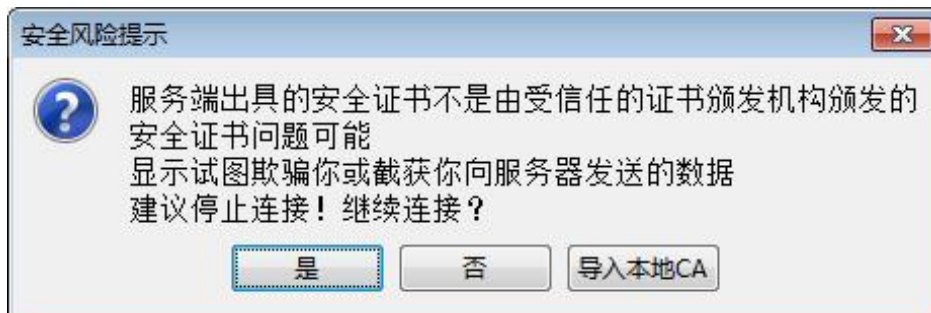 安全风险提示
服务端出具的安全证书不是由受信任的证书颁发机构颁发的
安全证书问题可能
显示试图欺骗你或截获你向服务器发送的数据
建议停止连接！继续连接？
是 否 导入本地CA